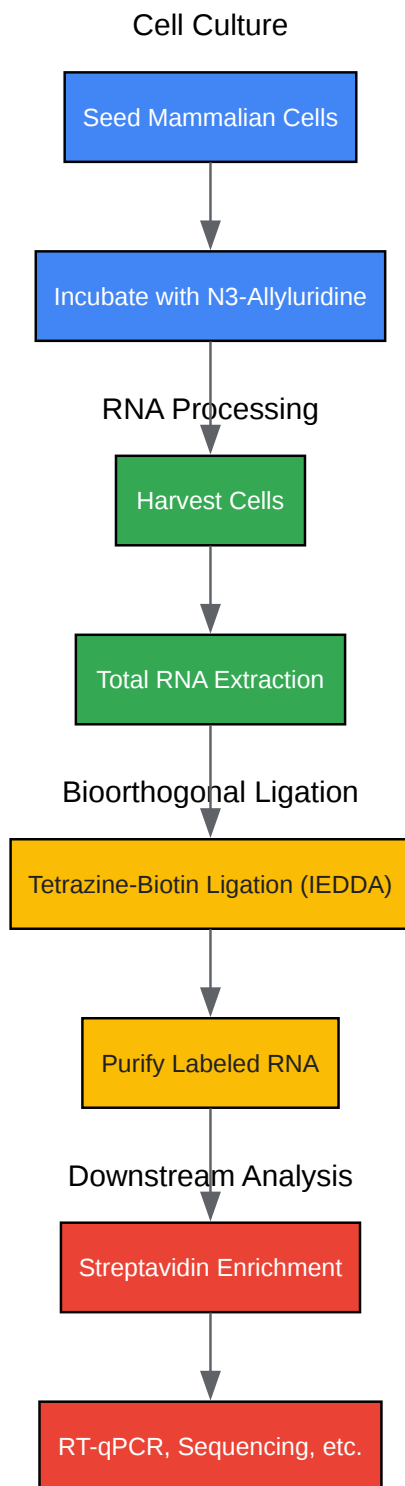 Cell Culture
Seed Mammalian Cells
Incubate with N3-Allyluridine
RNA Processing
Harvest Cells
Total RNA Extraction
Bioorthogonal Ligation
Tetrazine-Biotin Ligation (IEDDA)
Purify Labeled RNA
Downstream Analysis
Streptavidin Enrichment
RT-qPCR, Sequencing, etc.